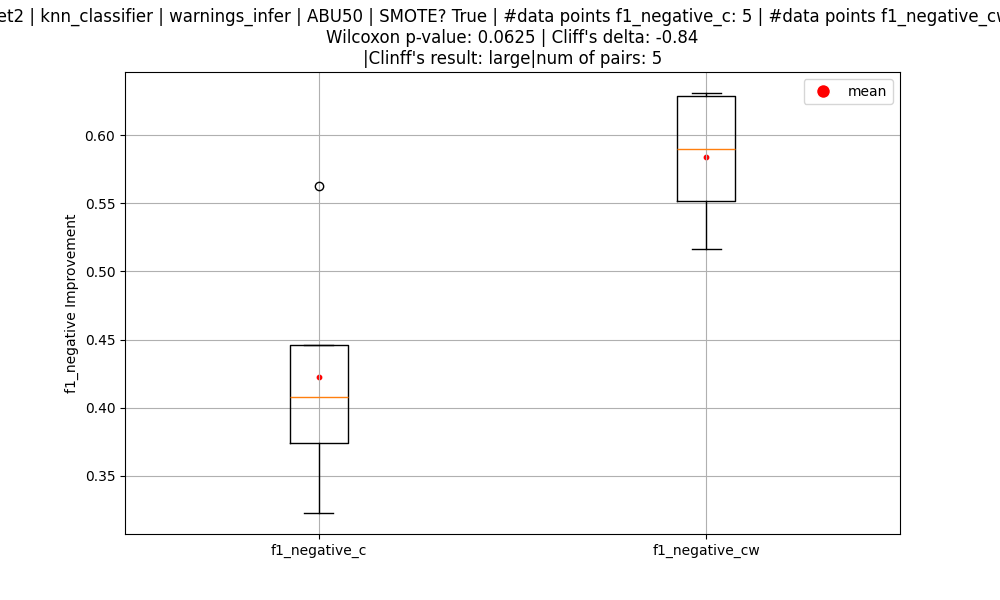 | knn_classifier | warnings_infer | ABU50 | SMOTE? True | #data points f1_negative_c: 5 | #data points
Wilcoxon p-value: 0.0625 | Cliff's delta: -0.84
|Clinff's result: large|num of pairs: 5
mean
f1_negative Improvement
0.60
0.55
0.50
0.45
0.40
0.35
f1_negative_c
f1_negative_cw